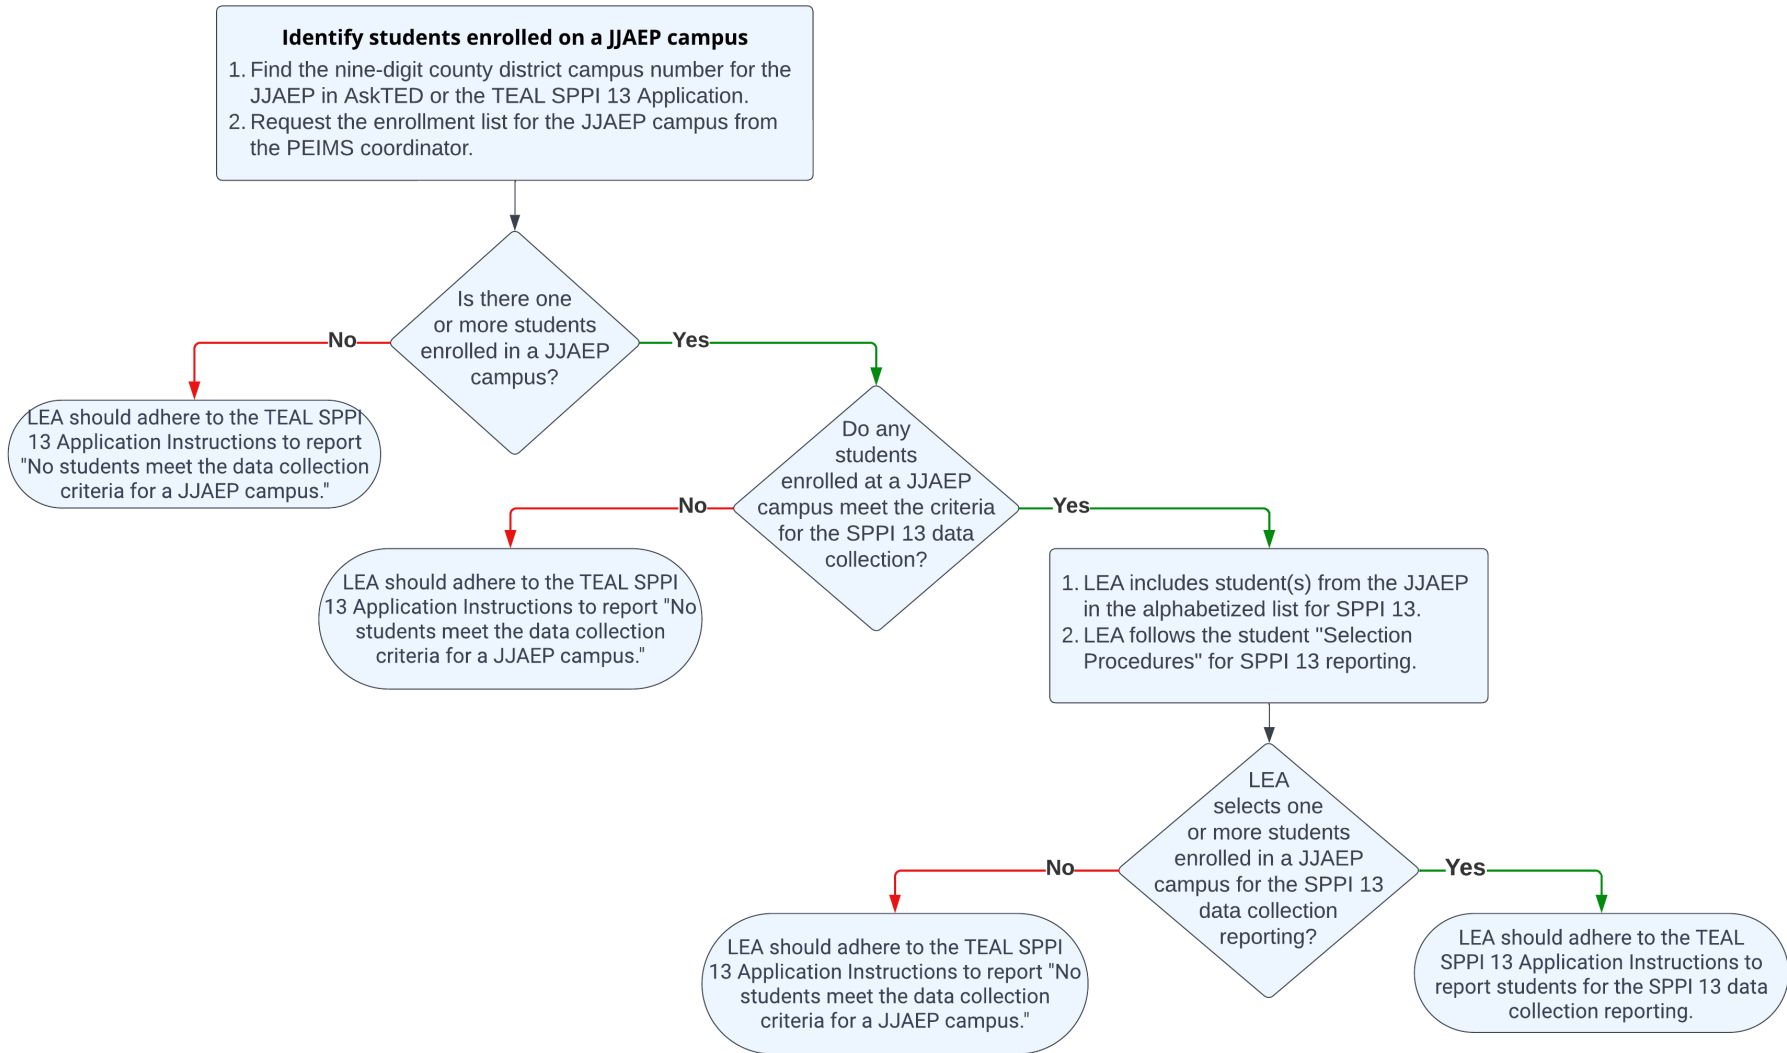 Identify students enrolled on a JJAEP campus
1. Find the nine-digit county district campus number for the
JJAEP in AskTED or the TEAL SPPI 13 Application.
2. Request the enrollment list for the JJAEP campus from
the PEIMS coordinator.
Is there one
or more students
enrolled in a JJAEP
campus?
No
Yes
LEA should adhere to the TEAL SPPI
13 Application Instructions to report
"No students meet the data collection
criteria for a JJAEP campus."
Do any
students
enrolled at a JJAEP
campus meet the criteria
for the SPPI 13 data
collection?
No
Yes
LEA should adhere to the TEAL SPPI
13 Application Instructions to report "No
students meet the data collection
criteria for a JJAEP campus."
1. LEA includes student(s) from the JJAEP
in the alphabetized list for SPPI 13.
2. LEA follows the student "Selection
Procedures" for SPPI 13 reporting.
LEA
selects one
or more students
enrolled in a JJAEP
campus for the SPPI 13
data collection
reporting?
No
Yes
LEA should adhere to the TEAL SPPI
13 Application Instructions to report "No
students meet the data collection
criteria for a JJAEP campus."
LEA should adhere to the TEAL
SPPI 13 Application Instructions to
report students for the SPPI 13 data
collection reporting.